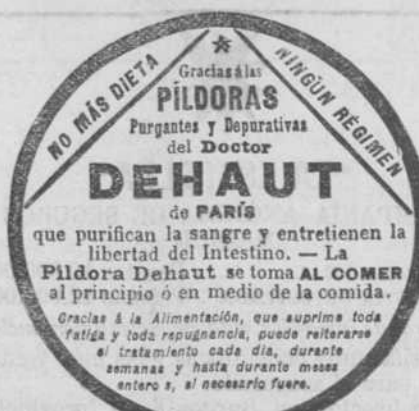 NO MÁS DIETA
NINGÚN RÉGIMEN
Gracias á las
PÍLDORAS
Purgantes y Depurativas
del Doctor
DEHAUT
de PARÍS
que purifican la sangre y entretienen la
libertad del Intestino. — La
Píldora Dehaut se toma AL COMER
al principio ó en medio de la comida.
Gracias á la Alimentación, que suprime toda
fatiga y toda repugnancia, puede reiterarse
el tratamiento cada día, durante
semanas y hasta durante meses
entero s, si necesario fuere.